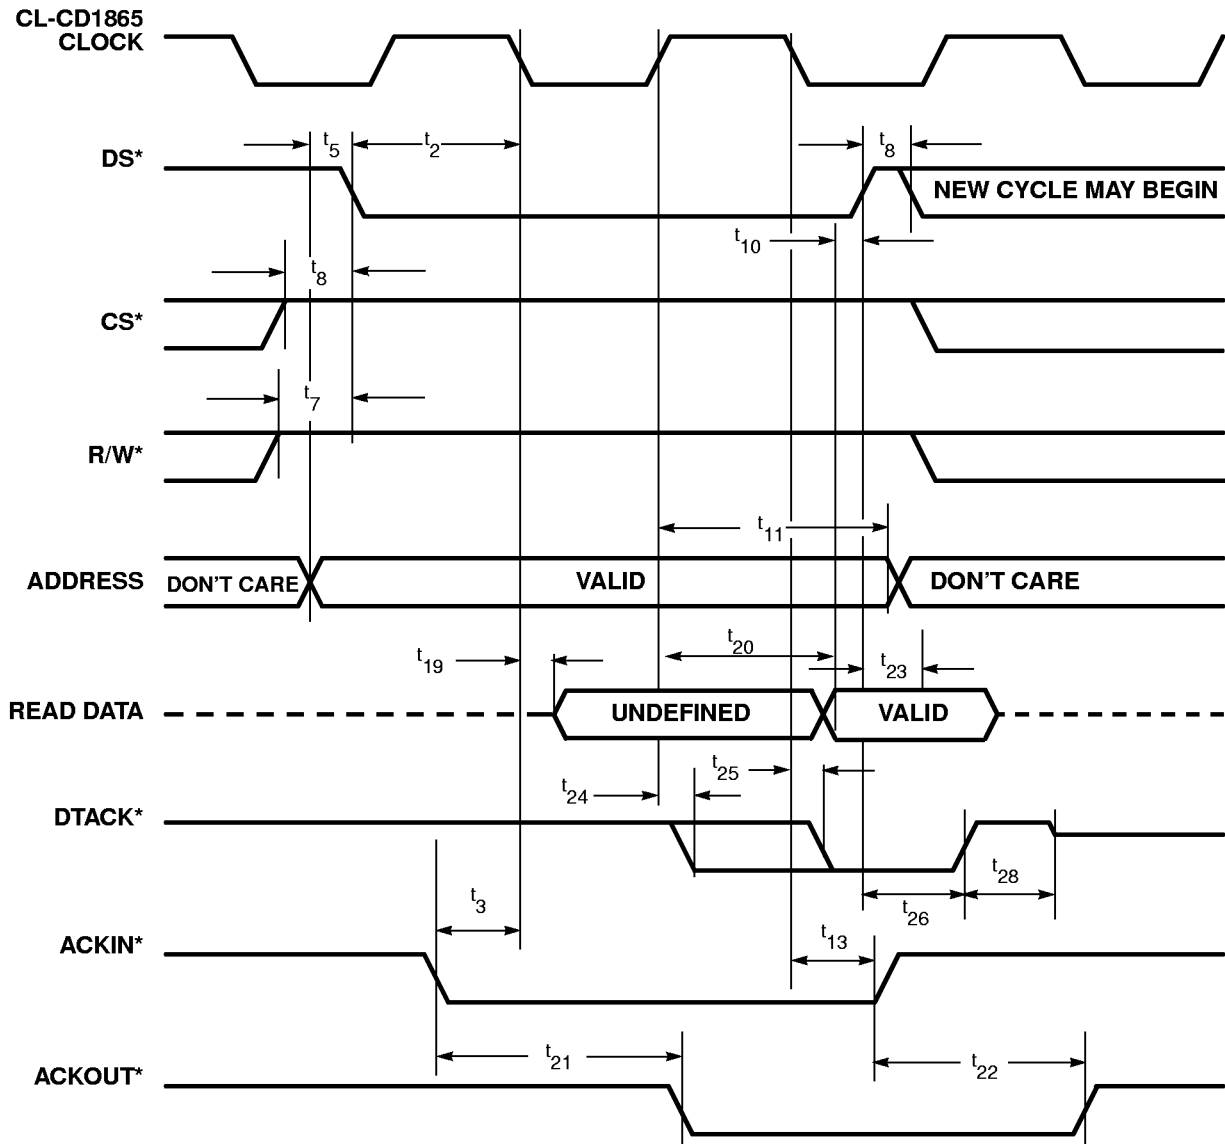 CL-CD1865
CLOCK
t5
t2
t8
DS*
NEW CYCLE MAY BEGIN
t10
t8
CS*
t7
R/W*
t11
ADDRESS
DON'T CARE
VALID
DON'T CARE
t20
t19
t23
READ DATA
UNDEFINED
VALID
t25
t24
DTACK*
t28
t3
t26
ACKIN*
t13
t21
t22
ACKOUT*